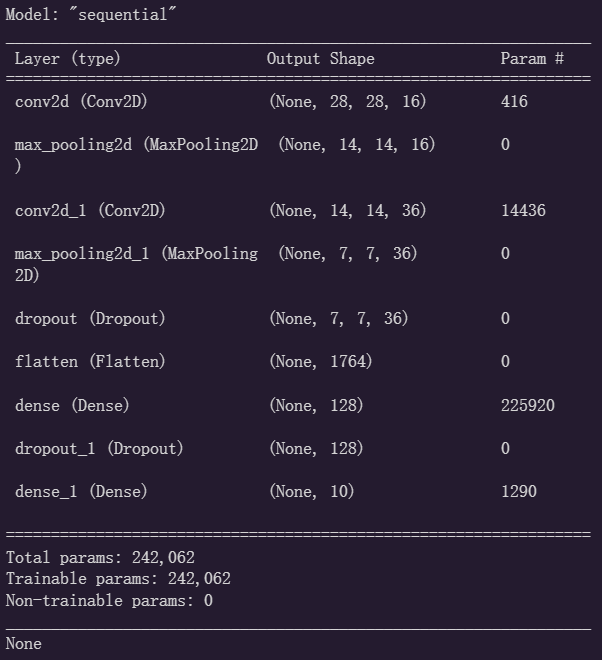 Model: "sequential"
Layer (type) Output Shape Param #
conv2d (Conv2D) (None, 28, 28, 16) 416
max_pooling2d (MaxPooling2D (None, 14, 14, 16) 0
)
conv2d_1 (Conv2D) (None, 14, 14, 36) 14436
max_pooling2d_1 (MaxPooling (None, 7, 7, 36) 0
2D)
dropout (Dropout) (None, 7, 7, 36) 0
flatten (Flatten) (None, 1764) 0
dense (Dense) (None, 128) 225920
dropout_1 (Dropout) (None, 128) 0
dense_1 (Dense) (None, 10) 1290
Total params: 242,062
Trainable params: 242,062
Non-trainable params: 0
None